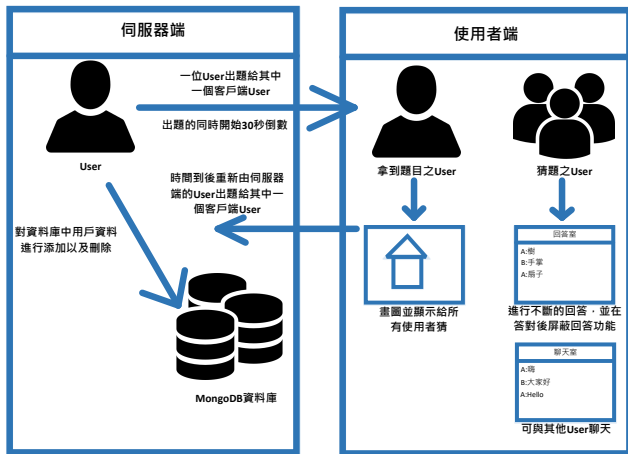 伺服器端
一位User出題給其中
一個客戶端User
出題的同時開始30秒倒數
User
時間到後重新由伺服器
端的User出題給其中一
個客戶端User
對資料庫中用戶資料
進行添加以及刪除
MongoDB資料庫
使用者端
拿到題目之User
猜題之User
畫圖並顯示給所
有使用者猜
回答室
A:樹
B:手掌
A:扇子
進行不斷的回答，並在
答對後屏蔽回答功能
聊天室
A:嗨
B:大家好
A:Hello
可與其他User聊天